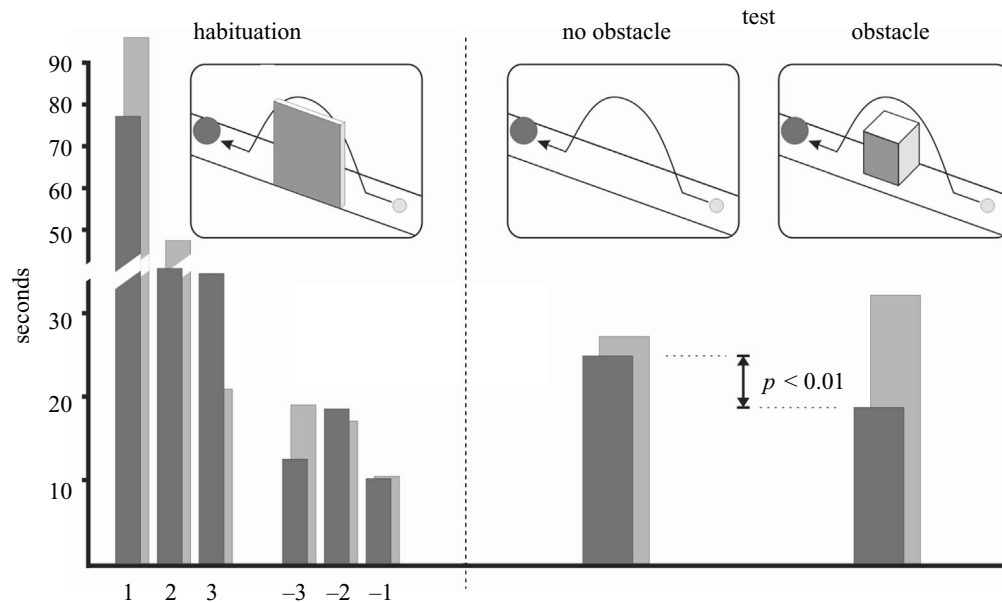 test
habituation
no obstacle
obstacle
90
80
70
60
50
30
20
10
seconds
p < 0.01
1 2 3 –3 –2 –1